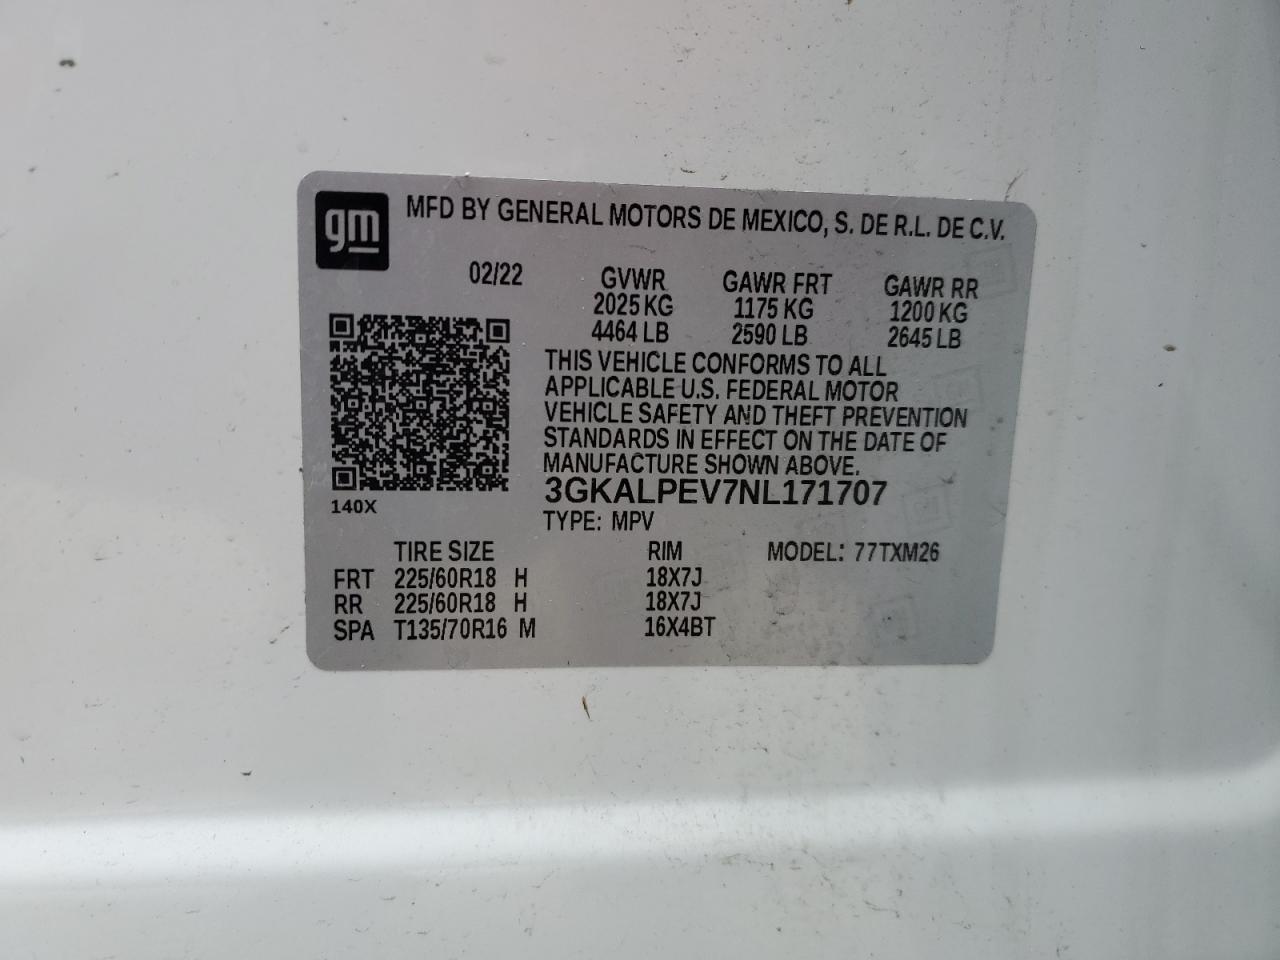 gm
MFD BY GENERAL MOTORS DE MEXICO, S. DE R.L. DE C.V.
02/22 GVWR GAWR FRT GAWR RR
2025 KG 1175 KG 1200 KG
4464 LB 2590 LB 2645 LB
THIS VEHICLE CONFORMS TO ALL
APPLICABLE U.S. FEDERAL MOTOR
VEHICLE SAFETY AND THEFT PREVENTION
STANDARDS IN EFFECT ON THE DATE OF
MANUFACTURE SHOWN ABOVE.
3GKALPEV7NL171707
140X
TYPE: MPV
TIRE SIZE RIM MODEL: 77TXM26
FRT 225/60R18 H 18X7J
RR 225/60R18 H 18X7J
SPA T135/70R16 M 16X4BT